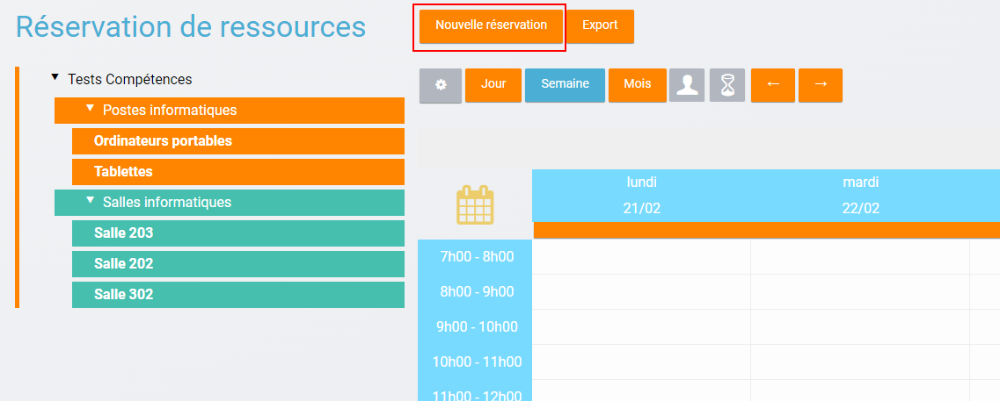 Réservation de ressources
Nouvelle réservation
Export
Tests Compétences
Postes informatiques
Ordinateurs portables
Tablettes
Salles informatiques
Salle 203
Salle 202
Salle 302
Jour
Semaine
Mois
← →
lundi
21/02
mardi
22/02
7h00 - 8h00
8h00 - 9h00
9h00 - 10h00
10h00 - 11h00
11h00 - 12h00